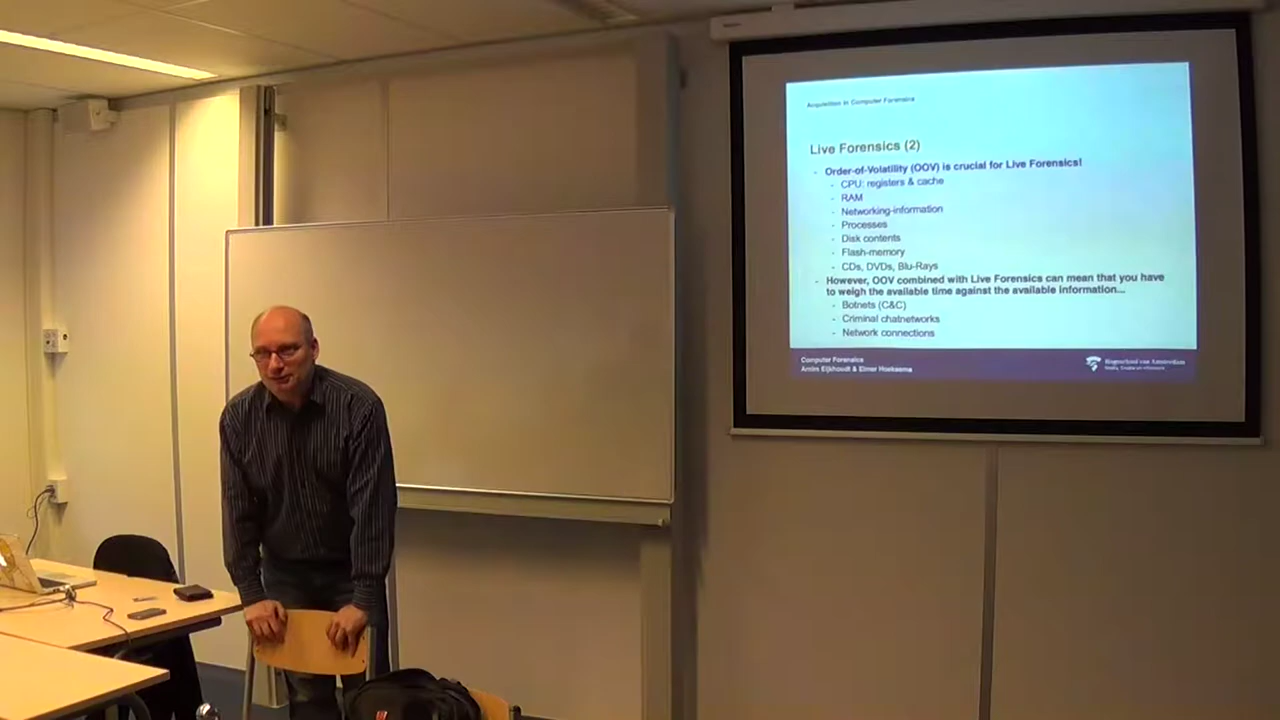 Acquisition in Computer Forensics
Live Forensics (2)
- Order-of-Volatility (OOV) is crucial for Live Forensics!
- CPU: registers & cache
- RAM
- Networking-information
- Processes
- Disk contents
- Flash-memory
- CDs, DVDs, Blu-Rays
- However, OOV combined with Live Forensics can mean that you have
to weigh the available time against the available information...
- Botnets (C&C)
- Criminal chatnetworks
- Network connections
Computer Forensics
Arnim Eijkhoudt & Elmer Hoeksema
Hogeschool van Amsterdam